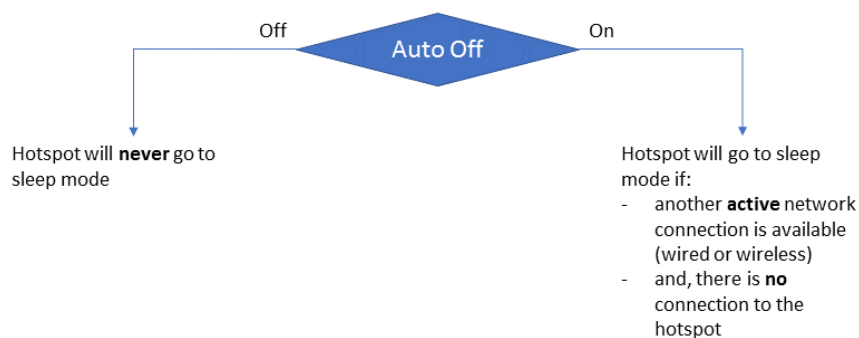 Off
Auto Off
On
Hotspot will never go to
sleep mode
Hotspot will go to sleep
mode if:
- another active network
connection is available
(wired or wireless)
- and, there is no
connection to the
hotspot